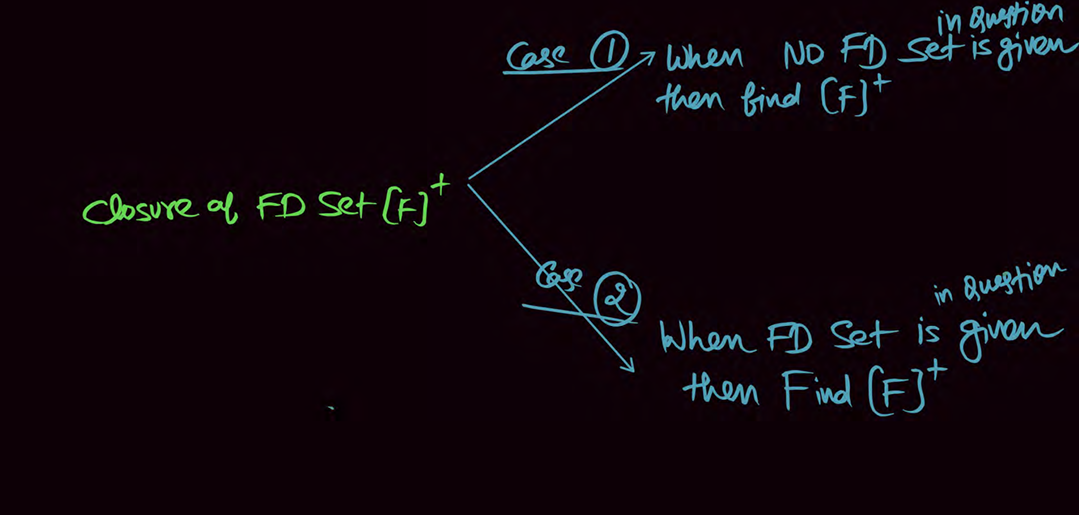 Closure of FD Set [F]+
Case 1
When NO FD Set is given
in Question
then find [F]+
Case 2
When FD Set is given
in Question
then Find [F]+